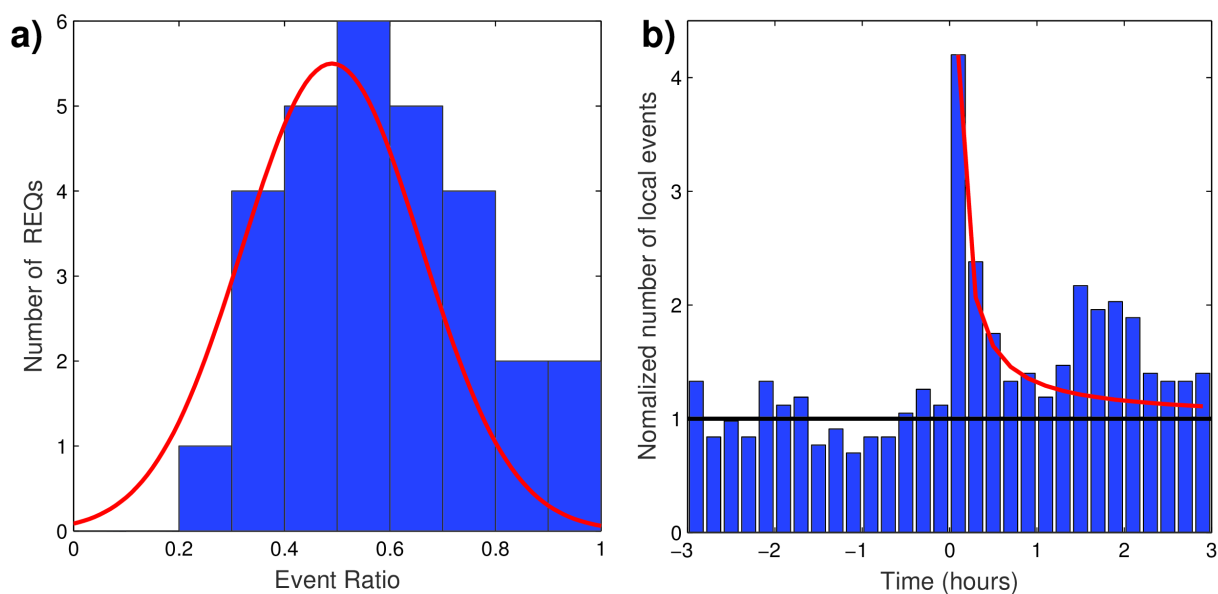 a)
6
5
4
3
2
1
0
Number of REQs
0 0.2 0.4 0.6 0.8 1
Event Ratio
b)
4
3
2
1
0
Nomalized number of local events
−3 −2 −1 0 1 2 3
Time (hours)